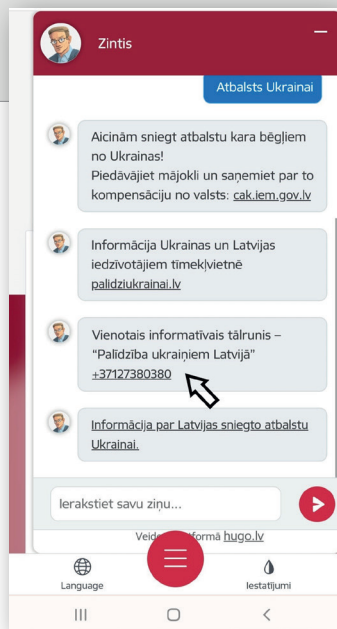 Zintis
Atbalsts Ukrainai
Aicinām sniegt atbalstu kara bēgļiem
no Ukrainas!
Piedāvājiet mājokli un saņemiet par to
kompensāciju no valsts: cak.iem.gov.lv
Informācija Ukrainas un Latvijas
iedzīvotājiem tīmekļvietnē
palidziukrainai.lv
Vienotais informatīvais tālrunis –
“Palīdzība ukraiņiem Latvijā”
+37127380380
Informācija par Latvijas sniegto atbalstu
Ukrainai.
Ierakstiet savu ziņu...
hugo.lv
Language
Iestatījumi